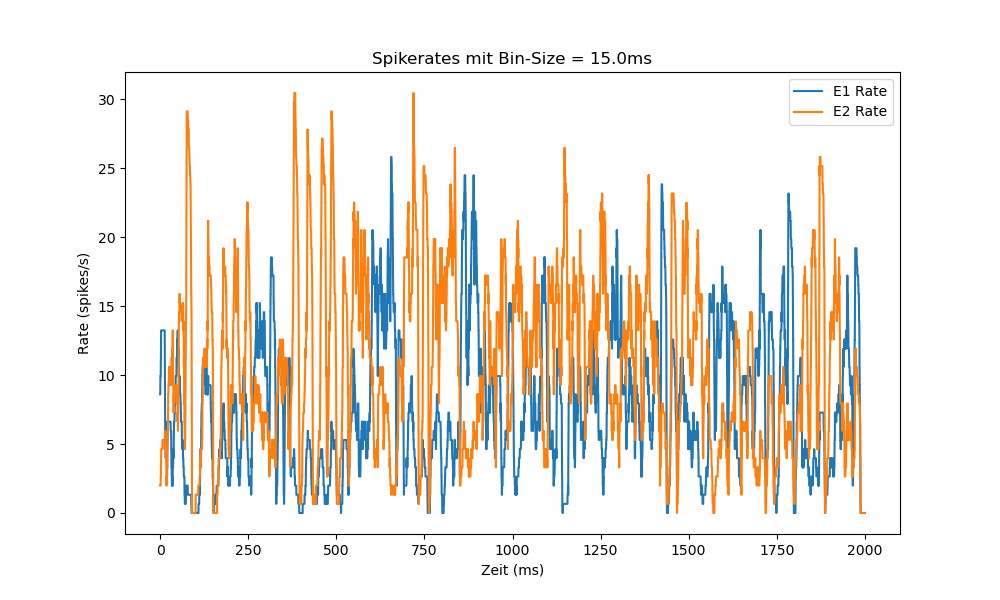 Spikerates mit Bin-Size = 15.0ms
E1 Rate
E2 Rate
30
25
20
15
10
5
0
Rate (spikes/s)
0 250 500 750 1000 1250 1500 1750 2000
Zeit (ms)